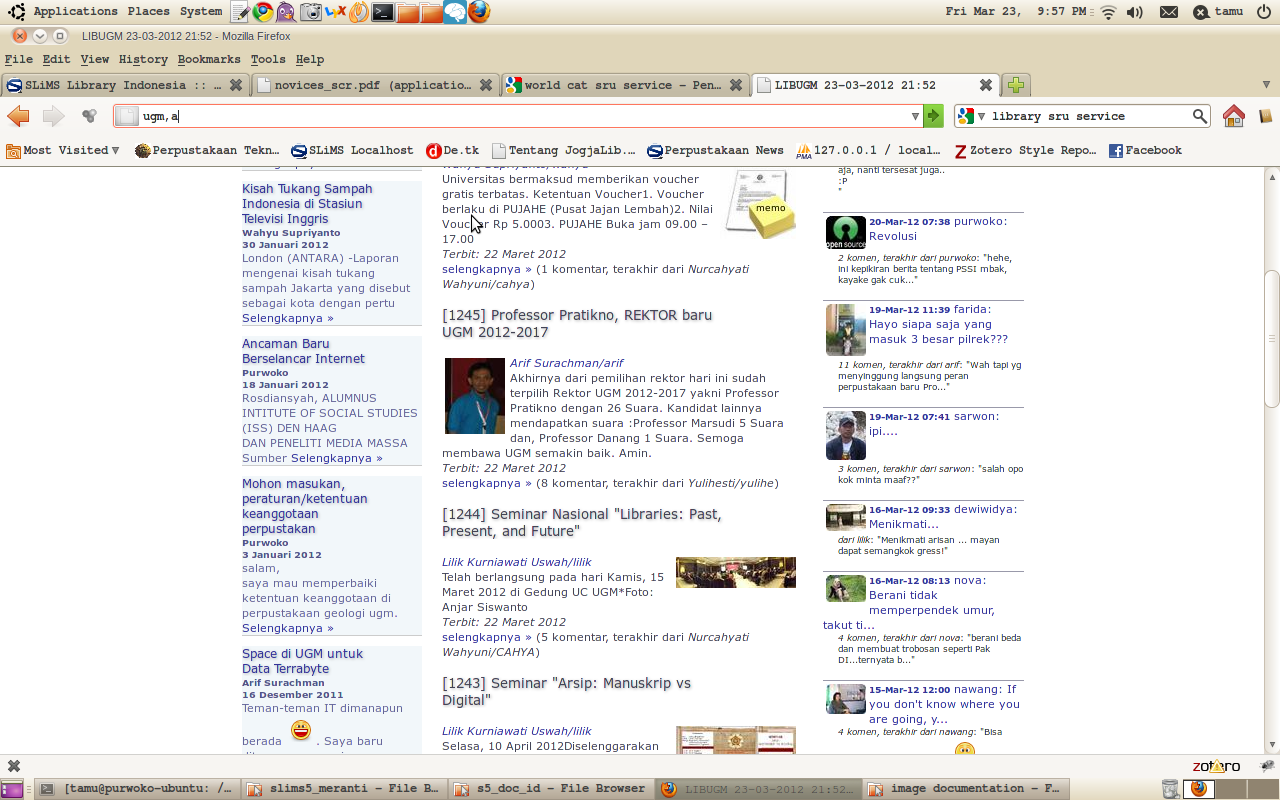 Applications Places System
Fri Mar 23, 9:57 PM
tamu
LIBUGM 23-03-2012 21:52 - Mozilla Firefox
File Edit View History Bookmarks Tools Help
SLiMS Library Indonesia :: ...
novices_scr.pdf (applicatio...
world cat sru service - Pen...
LIBUGM 23-03-2012 21:52
ugm,a
library sru service
Most Visited
Perpustakaan Tekn...
SLiMS Localhost
De.tk
Tentang JogjaLib...
Perpustakaan News
PMA
127.0.0.1 / local...
Zotero Style Repo...
Facebook
Kisah Tukang Sampah
Indonesia di Stasiun
Televisi Inggris
Wahyu Supriyanto
30 Januari 2012
London (ANTARA) -Laporan
mengenai kisah tukang
sampah Jakarta yang disebut
sebagai kota dengan pertu
Selengkapnya »
Ancaman Baru
Berselancar Internet
Purwoko
18 Januari 2012
Rosdiansyah, ALUMNUS
INTITUTE OF SOCIAL STUDIES
(ISS) DEN HAAG
DAN PENELITI MEDIA MASSA
Sumber Selengkapnya »
Mohon masukan,
peraturan/ketentuan
keanggotaan
perpustakan
Purwoko
3 Januari 2012
salam,
saya mau memperbaiki
ketentuan keanggotaan di
perpustakaan geologi ugm.
Selengkapnya »
Space di UGM untuk
Data Terrabyte
Arif Surachman
16 Desember 2011
Teman-teman IT dimanapun
berada . Saya baru
Universitas bermaksud memberikan voucher
gratis terbatas. Ketentuan Voucher1. Voucher
berlaku di PUJAHE (Pusat Jajan Lembah)2. Nilai
Voucher Rp 5.0003. PUJAHE Buka jam 09.00 –
17.00
memo
Terbit: 22 Maret 2012
selengkapnya » (1 komentar, terakhir dari Nurcahyati
Wahyuni/cahya)
[1245] Professor Pratikno, REKTOR baru
UGM 2012-2017
Arif Surachman/arif
Akhirnya dari pemilihan rektor hari ini sudah
terpilih Rektor UGM 2012-2017 yakni Professor
Pratikno dengan 26 Suara. Kandidat lainnya
mendapatkan suara :Professor Marsudi 5 Suara
dan, Professor Danang 1 Suara. Semoga
membawa UGM semakin baik. Amin.
Terbit: 22 Maret 2012
selengkapnya » (8 komentar, terakhir dari Yulihesti/yulihe)
[1244] Seminar Nasional "Libraries: Past,
Present, and Future"
Lilik Kurniawati Uswah/lilik
Telah berlangsung pada hari Kamis, 15
Maret 2012 di Gedung UC UGM*Foto:
Anjar Siswanto
Terbit: 22 Maret 2012
selengkapnya » (5 komentar, terakhir dari Nurcahyati
Wahyuni/CAHYA)
[1243] Seminar "Arsip: Manuskrip vs
Digital"
Lilik Kurniawati Uswah/lilik
Selasa, 10 April 2012Diselenggarakan
aja, nanti tersesat juga..
:P
"
open source
20-Mar-12 07:38 purwoko:
Revolusi
2 komen, terakhir dari purwoko: "hehe,
ini kepikiran berita tentang PSSI mbak,
kayake gak cuk..."
19-Mar-12 11:39 farida:
Hayo siapa saja yang
masuk 3 besar pilrek???
11 komen, terakhir dari arif: "Wah tapi yg
menyinggung langsung peran
perpustakaan baru Pro..."
19-Mar-12 07:41 sarwon:
ipi....
3 komen, terakhir dari sarwon: "salah opo
kok minta maaf??"
16-Mar-12 09:33 dewiwidya:
Menikmati...
dari lilik: "Menikmati arisan ... mayan
dapat semangkok gress!"
16-Mar-12 08:13 nova:
Berani tidak
memperpendek umur,
takut ti...
4 komen, terakhir dari nova: "berani beda
dan membuat trobosan seperti Pak
DI...ternyata b..."
15-Mar-12 12:00 nawang: If
you don't know where you
are going, y...
4 komen, terakhir dari nawang: "Bisa
zotero
[tamu@purwoko-ubuntu: /...
slims5_meranti - File B...
s5_doc_id - File Browser
LIBUGM 23-03-2012 21:52...
image documentation - F...